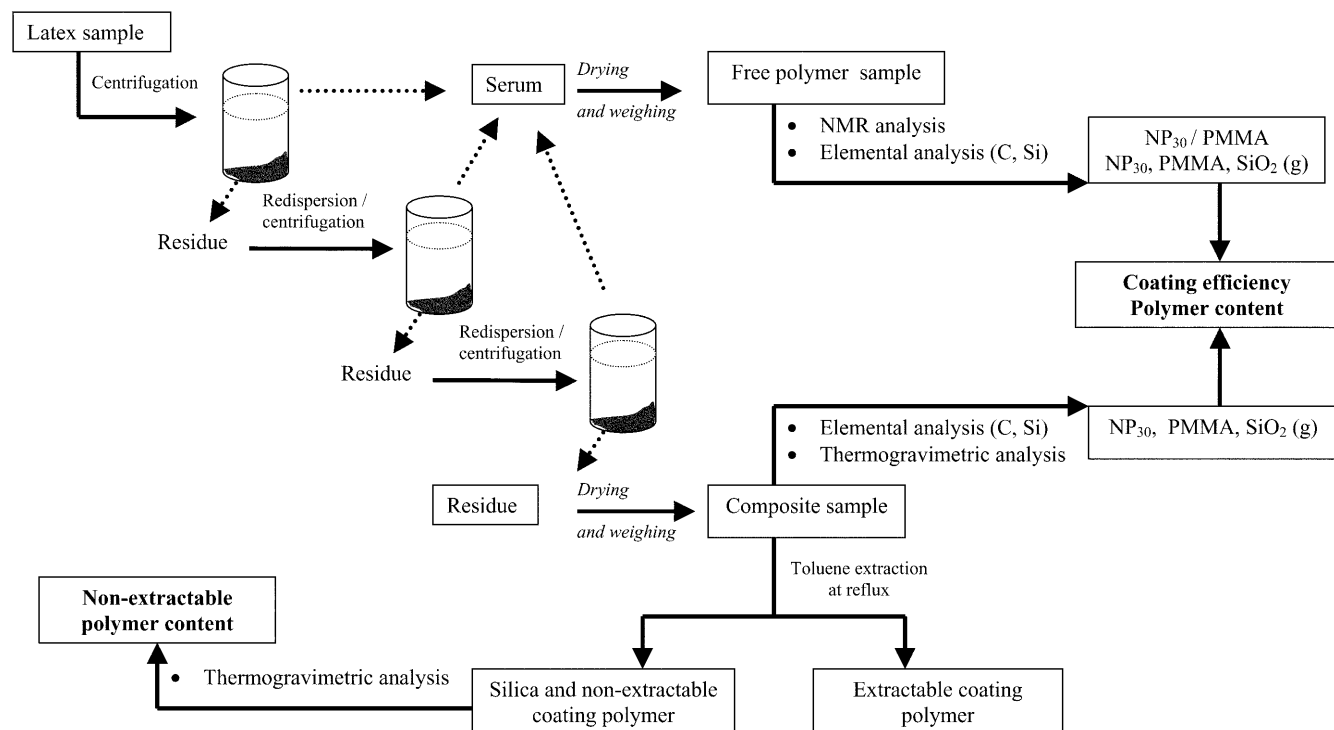 Latex sample
Centrifugation
Serum
Drying
and weighing
Free polymer sample
• NMR analysis
• Elemental analysis (C, Si)
NP₃₀ / PMMA
NP₃₀, PMMA, SiO₂ (g)
Residue
Redispersion /
centrifugation
Coating efficiency
Polymer content
Residue
Redispersion /
centrifugation
• Elemental analysis (C, Si)
• Thermogravimetric analysis
NP₃₀, PMMA, SiO₂ (g)
Residue
Drying
and weighing
Composite sample
Toluene extraction
at reflux
Non-extractable
polymer content
• Thermogravimetric analysis
Silica and non-extractable
coating polymer
Extractable coating
polymer